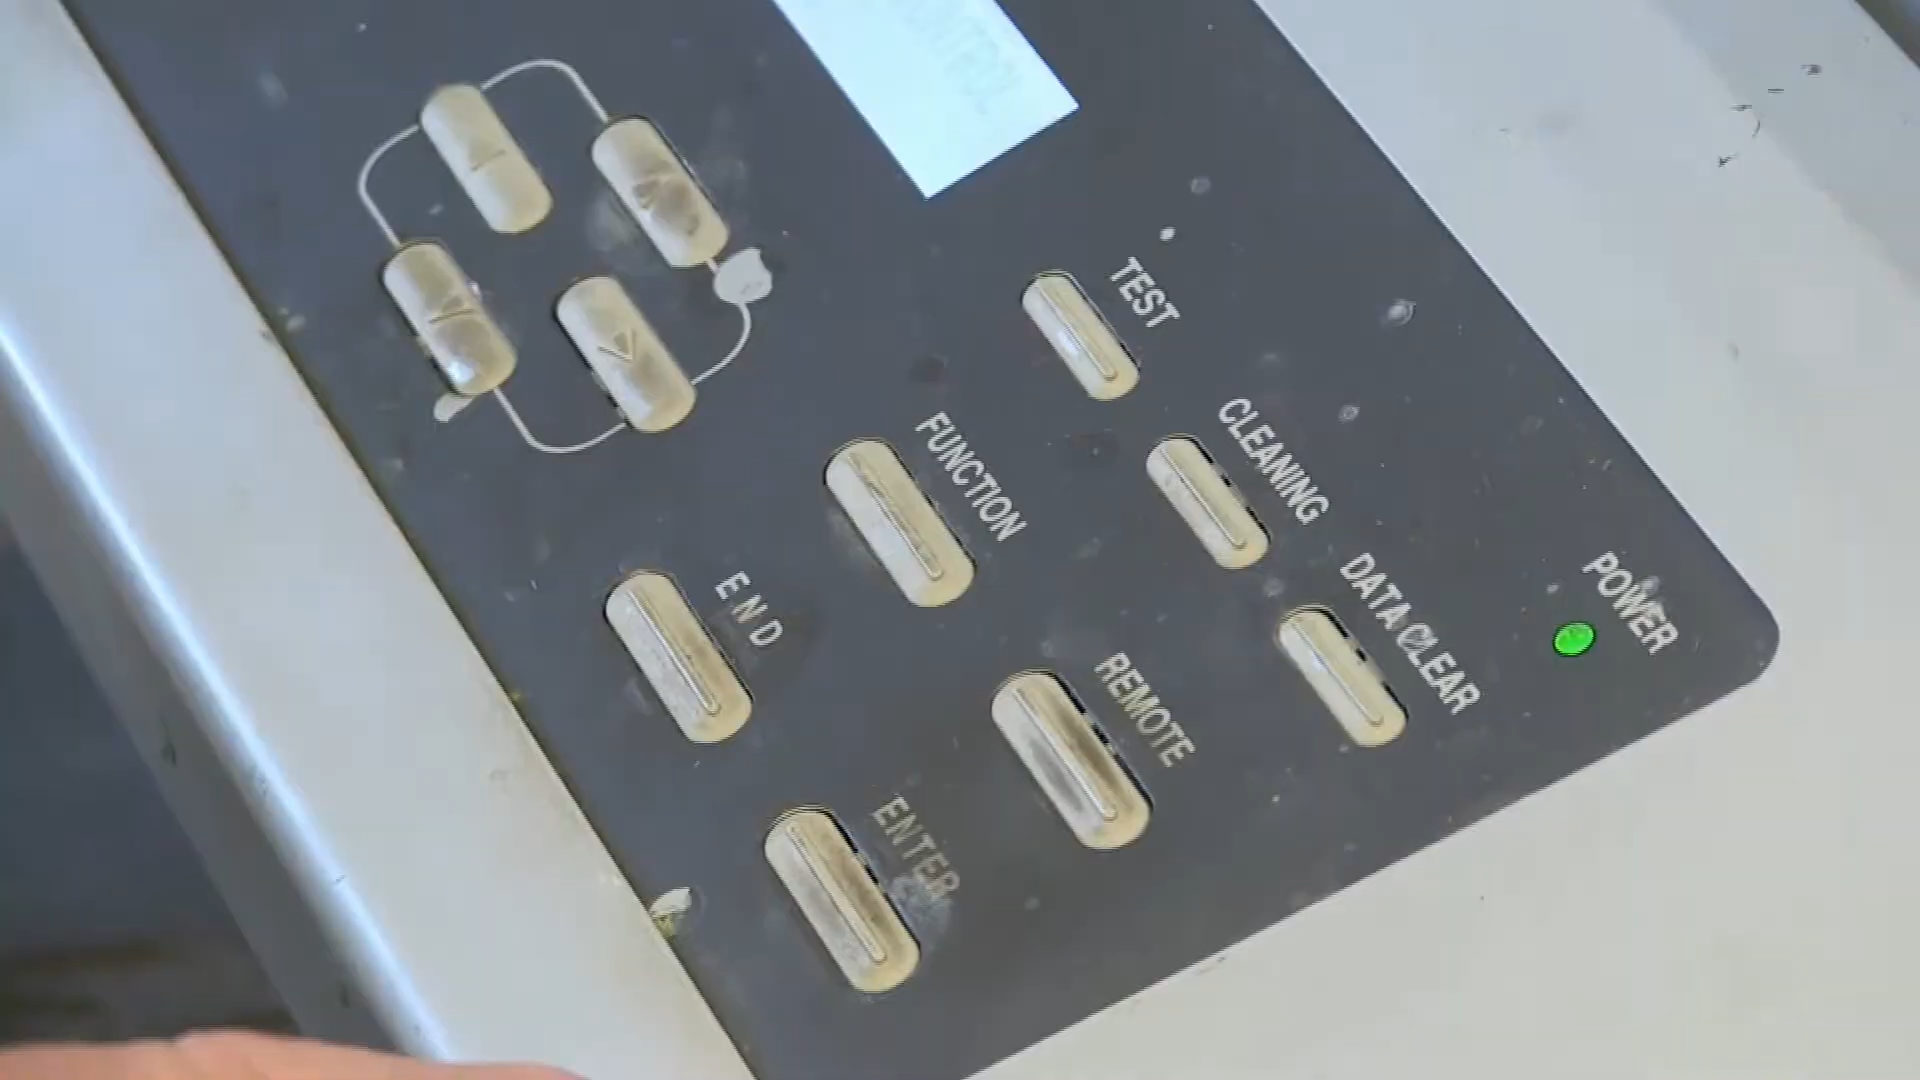 TEST
CLEANING
DATA CLEAR
POWER
FUNCTION
REMOTE
END
ENTER